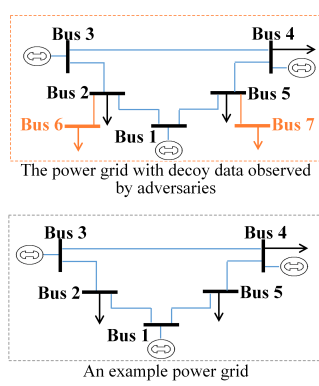 Bus 3
Bus 4
Bus 2
Bus 5
Bus 6
Bus 1
Bus 7
The power grid with decoy data observed
by adversaries
Bus 3
Bus 4
Bus 2
Bus 5
Bus 1
An example power grid